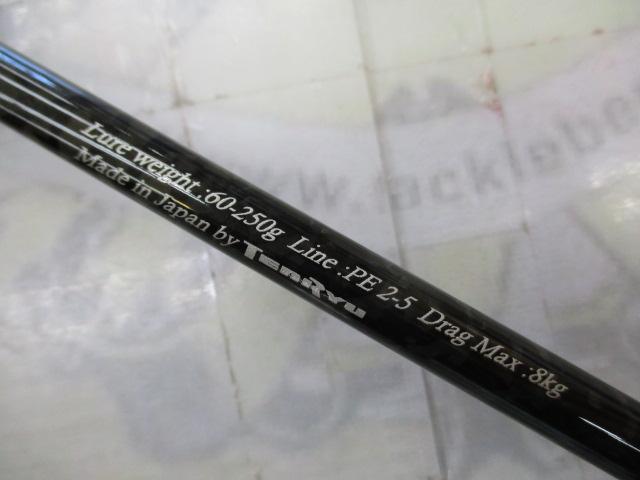 Lure weight :60-250g Line :PE 2-5 Drag Max :8kg
Made in Japan by TenRyu